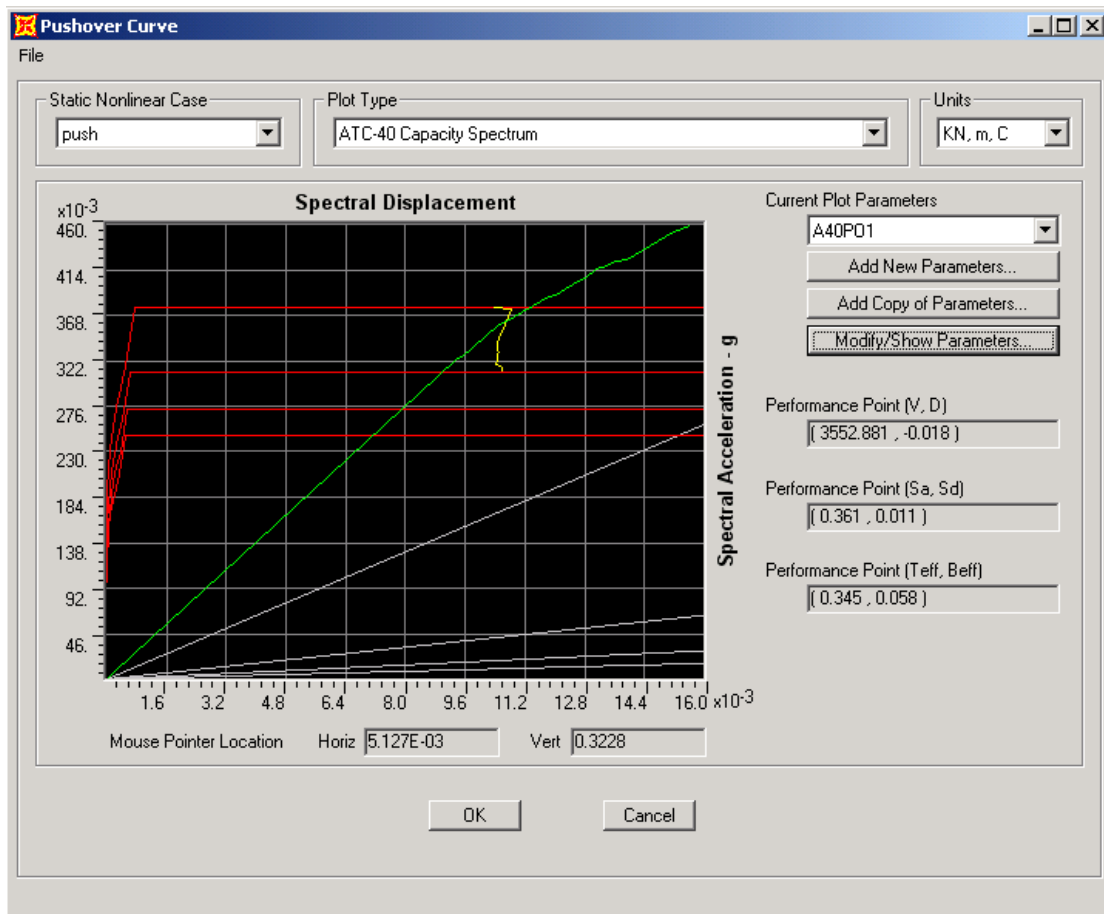 Pushover Curve
File
Static Nonlinear Case
push
Plot Type
ATC-40 Capacity Spectrum
Units
KN, m, C
Spectral Displacement
x10-3
460.
414.
368.
322.
276.
230.
184.
138.
92.
46.
1.6 3.2 4.8 6.4 8.0 9.6 11.2 12.8 14.4 16.0 x10-3
Spectral Acceleration - g
Mouse Pointer Location Horiz 5.127E-03 Vert 0.3228
Current Plot Parameters
A40PO1
Add New Parameters...
Add Copy of Parameters...
Modify/Show Parameters...
Performance Point (V, D)
( 3552.881 , -0.018 )
Performance Point (Sa, Sd)
( 0.361 , 0.011 )
Performance Point (Teff, Beff)
( 0.345 , 0.058 )
OK
Cancel